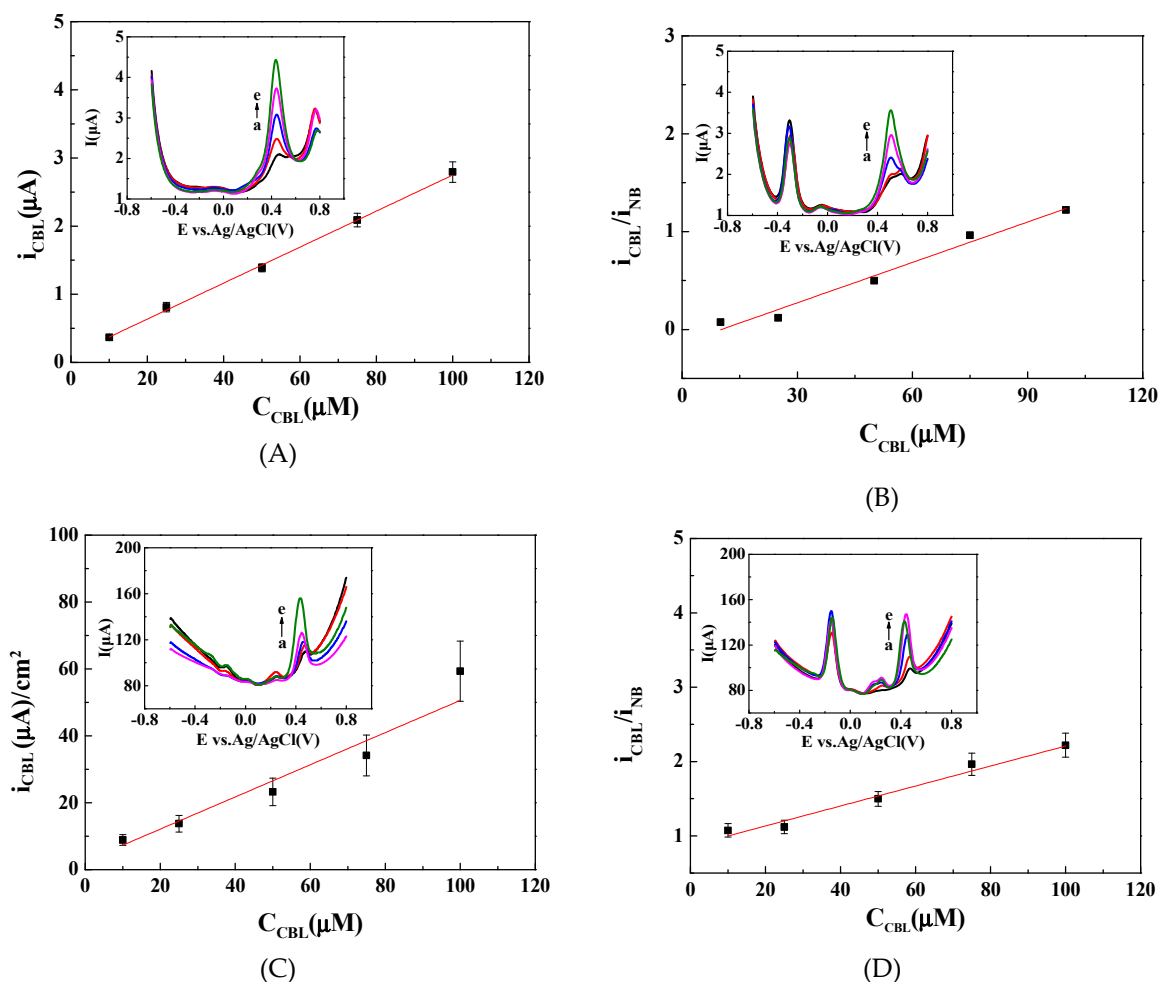 5
4
3
2
1
0
i_CBL (μA)
5
4
3
2
1
I(μA)
e
a
-0.8 -0.4 0.0 0.4 0.8
E vs.Ag/AgCl(V)
0 20 40 60 80 100 120
C_CBL(μM)
(A)
3
2
1
0
i_CBL/i_NB
5
4
3
2
1
I(μA)
e
a
-0.8 -0.4 0.0 0.4 0.8
E vs.Ag/AgCl(V)
0 30 60 90 120
C_CBL(μM)
(B)
100
80
60
40
20
0
i_CBL (μA)/cm²
200
160
120
80
I(μA)
e
a
-0.8 -0.4 0.0 0.4 0.8
E vs.Ag/AgCl(V)
0 20 40 60 80 100 120
C_CBL(μM)
(C)
5
4
3
2
1
i_CBL/i_NB
200
160
120
80
I(μA)
e
a
-0.8 -0.4 0.0 0.4 0.8
E vs.Ag/AgCl(V)
0 20 40 60 80 100 120
C_CBL(μM)
(D)